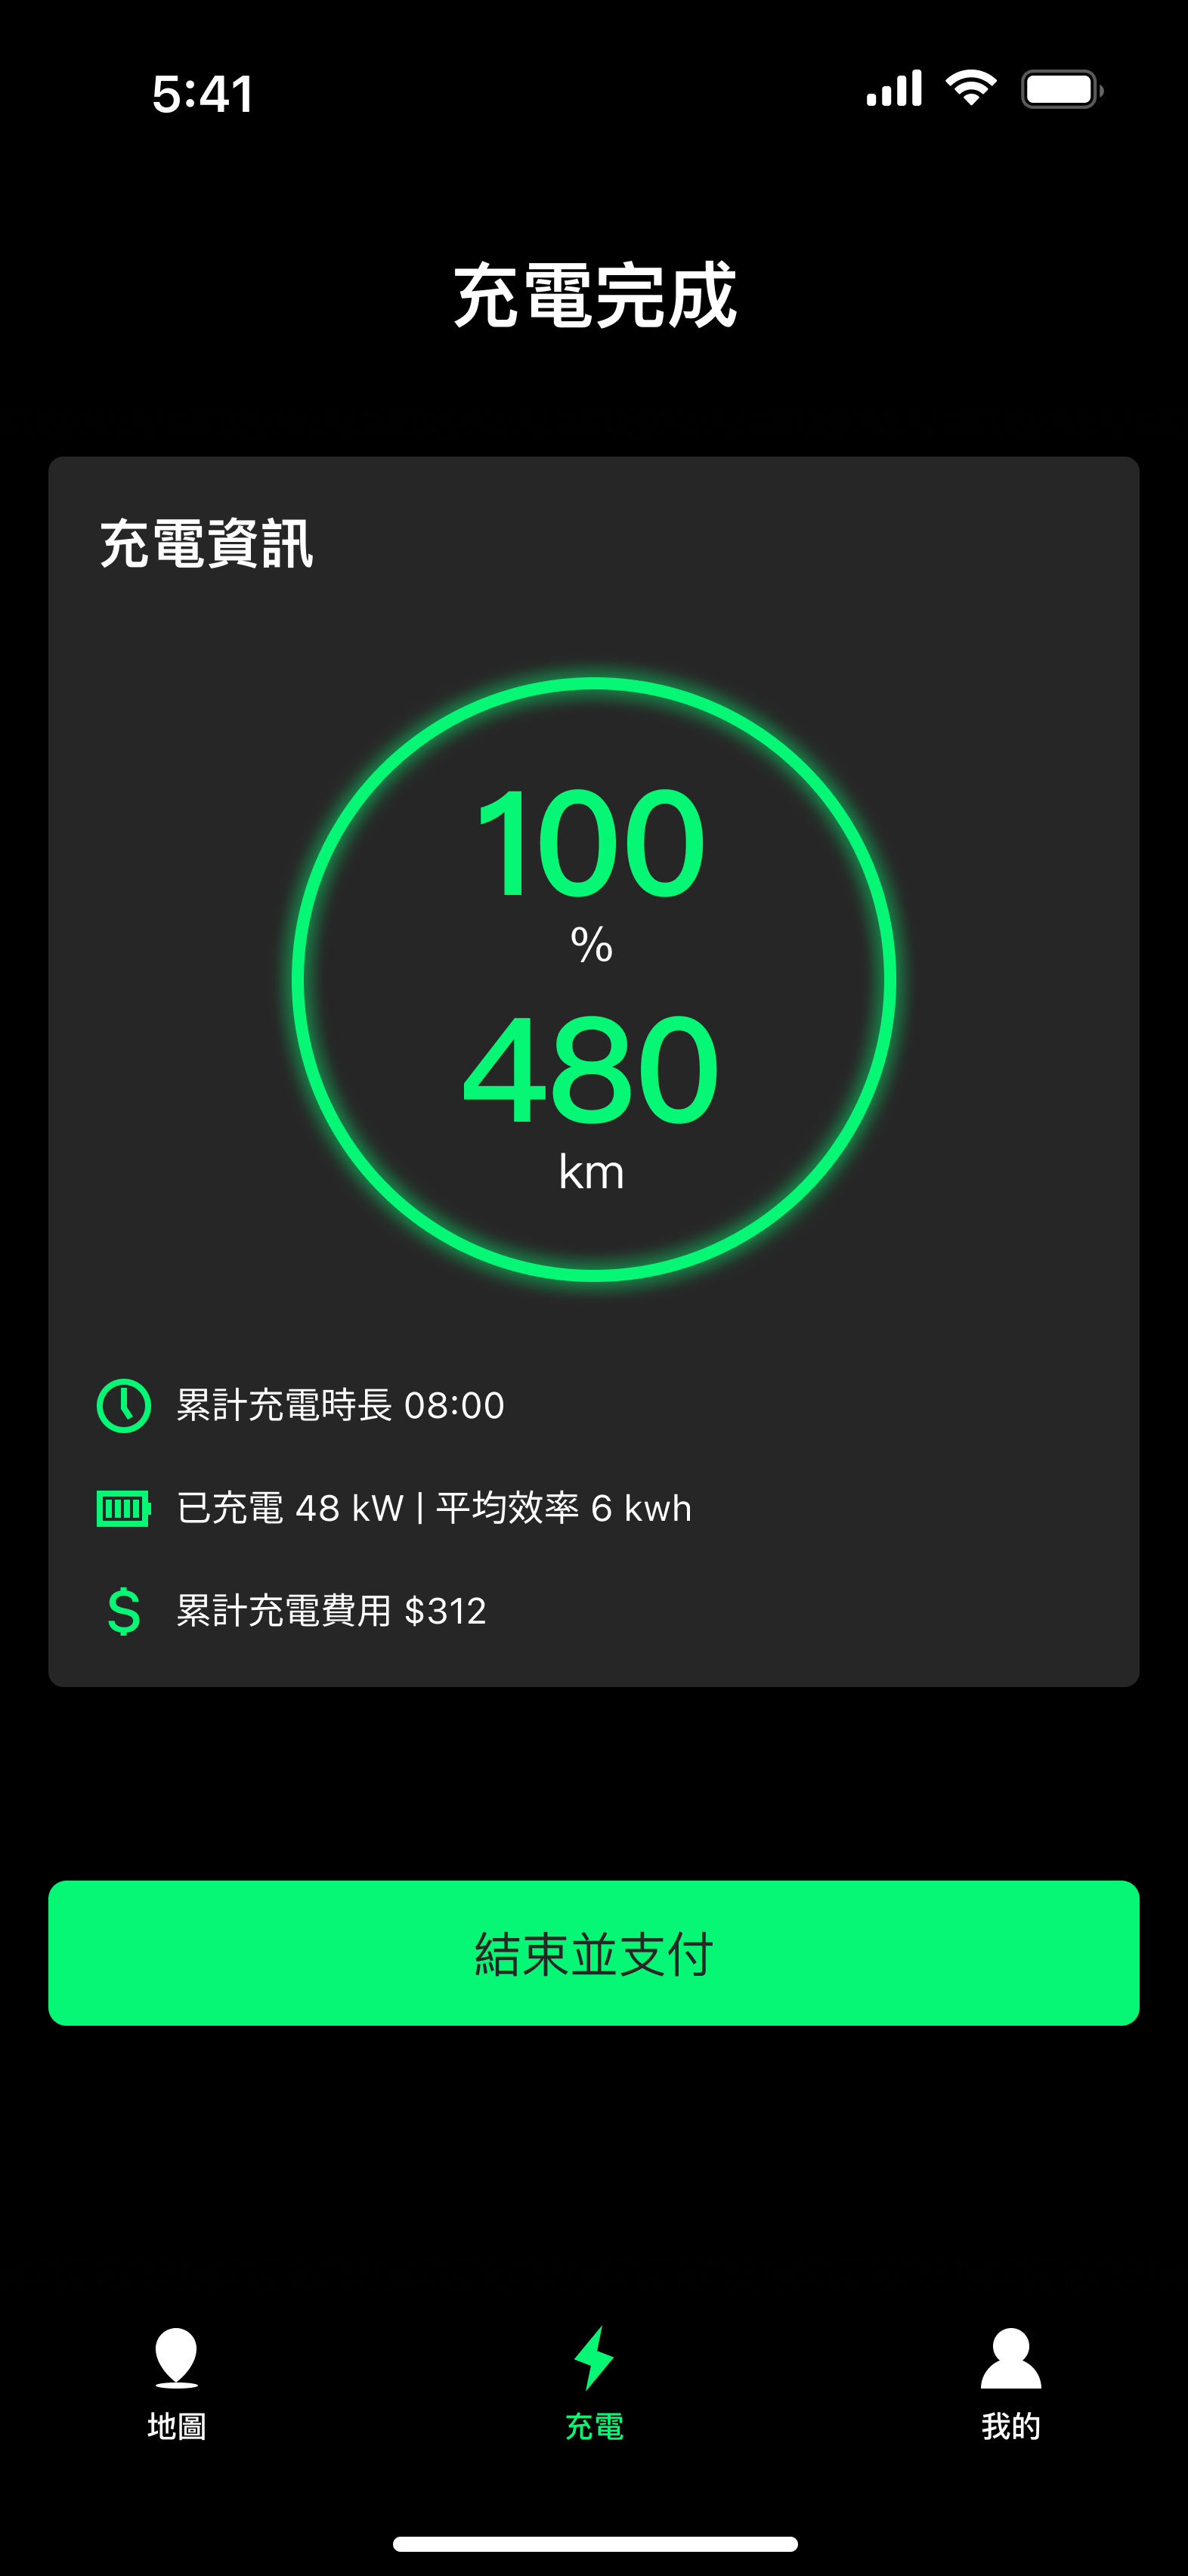 5:41
充電完成
充電資訊
100
%
480
km
累計充電時長 08:00
已充電 48 kW | 平均效率 6 kwh
$ 累計充電費用 $312
結束並支付
地圖 充電 我的